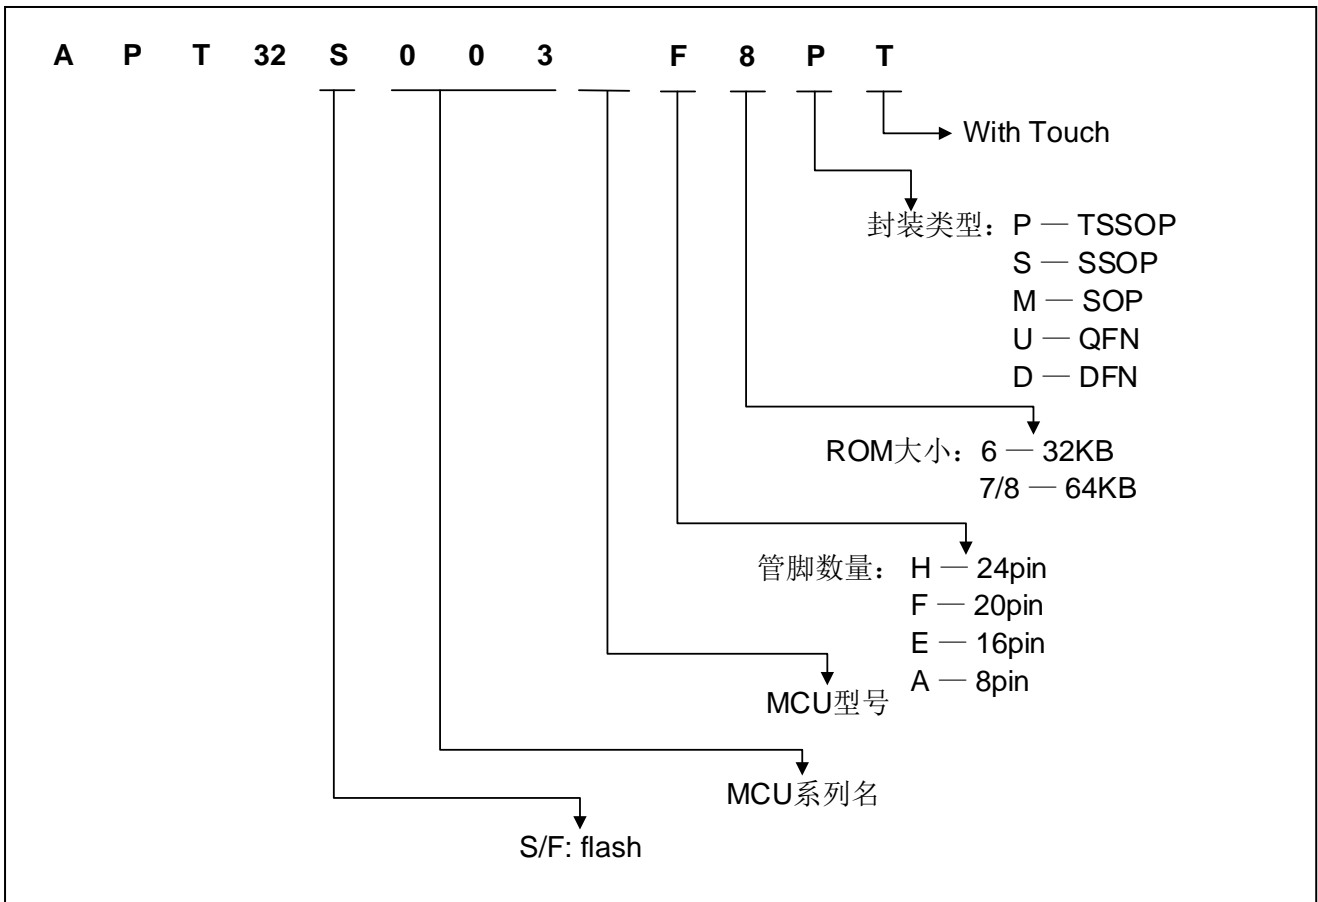 A P T 32 S 0 0 3 F 8 P T
With Touch
封装类型：P — TSSOP
S — SSOP
M — SOP
U — QFN
D — DFN
ROM大小：6 — 32KB
7/8 — 64KB
管脚数量： H — 24pin
F — 20pin
E — 16pin
A — 8pin
MCU型号
MCU系列名
S/F: flash